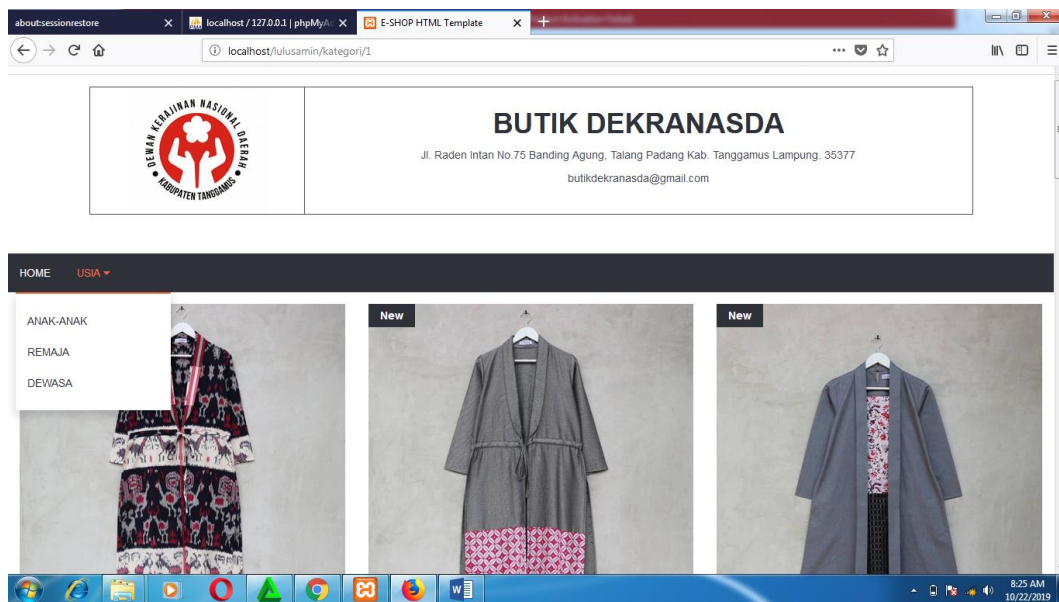 about:sessionrestore
localhost / 127.0.0.1 | phpMyAd
E-SHOP HTML Template
localhost/lulusamin/kategori/1
DEWAN KERAJINAN NASIONAL DAERAH
KABUPATEN TANGGAMUS
BUTIK DEKRANASDA
Jl. Raden Intan No.75 Banding Agung, Talang Padang Kab. Tanggamus Lampung. 35377
butikdekranasda@gmail.com
HOME USIA
ANAK-ANAK
REMAJA
DEWASA
New
New
8:25 AM
10/22/2019